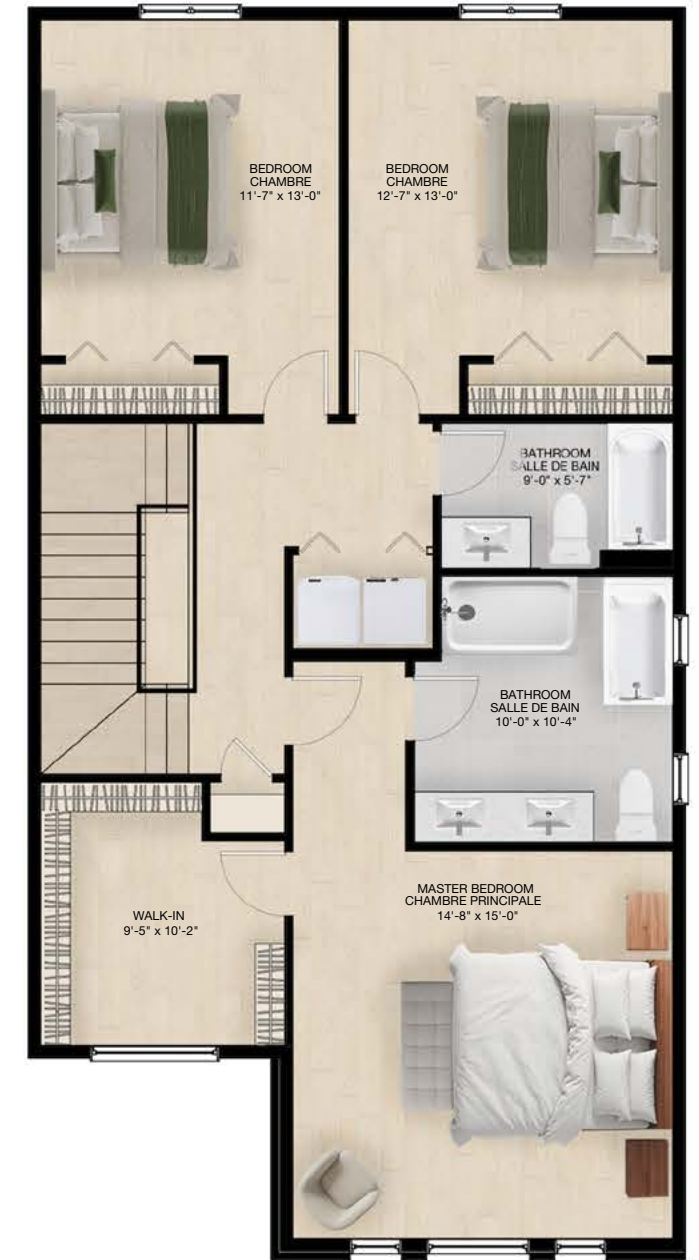 BEDROOM
CHAMBRE
11'-7" x 13'-0"
BEDROOM
CHAMBRE
12'-7" x 13'-0"
BATHROOM
SALLE DE BAIN
9'-0" x 5'-7"
BATHROOM
SALLE DE BAIN
10'-0" x 10'-4"
MASTER BEDROOM
CHAMBRE PRINCIPALE
14'-8" x 15'-0"
WALK-IN
9'-5" x 10'-2"